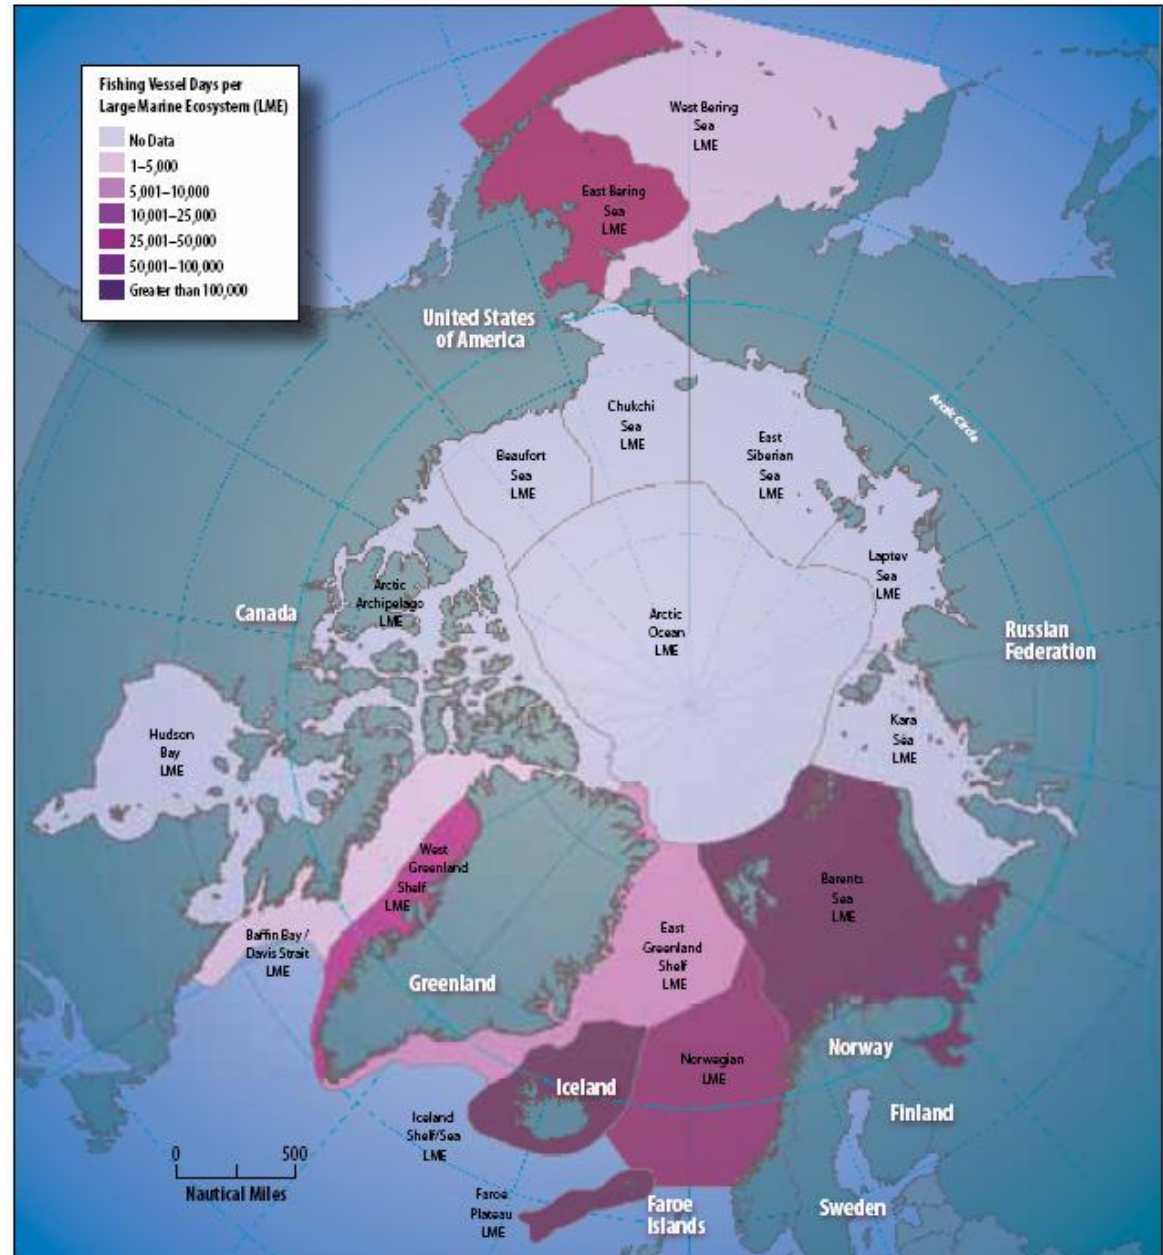 Fishing Vessel Days per
Large Marine Ecosystem (LME)
No Data
1–5,000
5,001–10,000
10,001–25,000
25,001–50,000
50,001–100,000
Greater than 100,000
West Bering
Sea
LME
East Bering
Sea
LME
United States
of America
Arctic Circle
Chukchi
Sea
LME
Beaufort
Sea
LME
East
Siberian
Sea
LME
Laptev
Sea
LME
Arctic
Archipelago
LME
Canada
Arctic
Ocean
LME
Russian
Federation
Hudson
Bay
LME
Kara
Sea
LME
West
Greenland
Shelf
LME
Barents
Sea
LME
Baffin Bay /
Davis Strait
LME
East
Greenland
Shelf
LME
Greenland
Norway
Norwegian
LME
Iceland
Finland
Iceland
Shelf/Sea
LME
0 500
Nautical Miles
Faroe
Plateau
LME
Faroe
Islands
Sweden